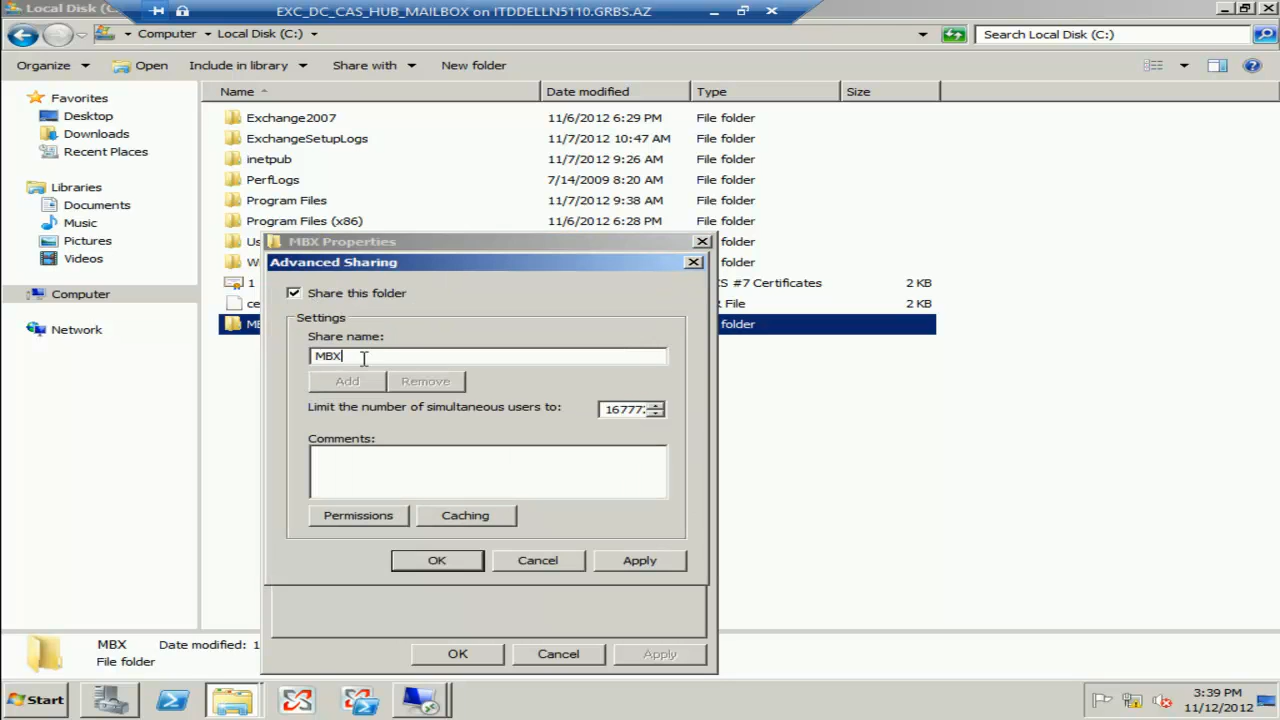 Local Disk (C:)
EXC_DC_CAS_HUB_MAILBOX on ITDDELLN5110.GRBS.AZ
Computer Local Disk (C:)
Search Local Disk (C:)
Organize Open Include in library Share with New folder
Name Date modified Type Size
Favorites
Desktop
Downloads
Recent Places
Libraries
Documents
Music
Pictures
Videos
Computer
Network
Exchange2007 11/6/2012 6:29 PM File folder
ExchangeSetupLogs 11/7/2012 10:47 AM File folder
inetpub 11/7/2012 9:26 AM File folder
PerfLogs 7/14/2009 8:20 AM File folder
Program Files 11/7/2012 9:38 AM File folder
Program Files (x86) 11/6/2012 6:28 PM File folder
Us folder
W folder
1 S #7 Certificates 2 KB
ce R File 2 KB
MB folder
MBX Properties
Advanced Sharing
Share this folder
Settings
Share name:
MBX
Add Remove
Limit the number of simultaneous users to: 16777
Comments:
Permissions Caching
OK Cancel Apply
OK Cancel Apply
MBX Date modified: 1
File folder
Start
3:39 PM
11/12/2012